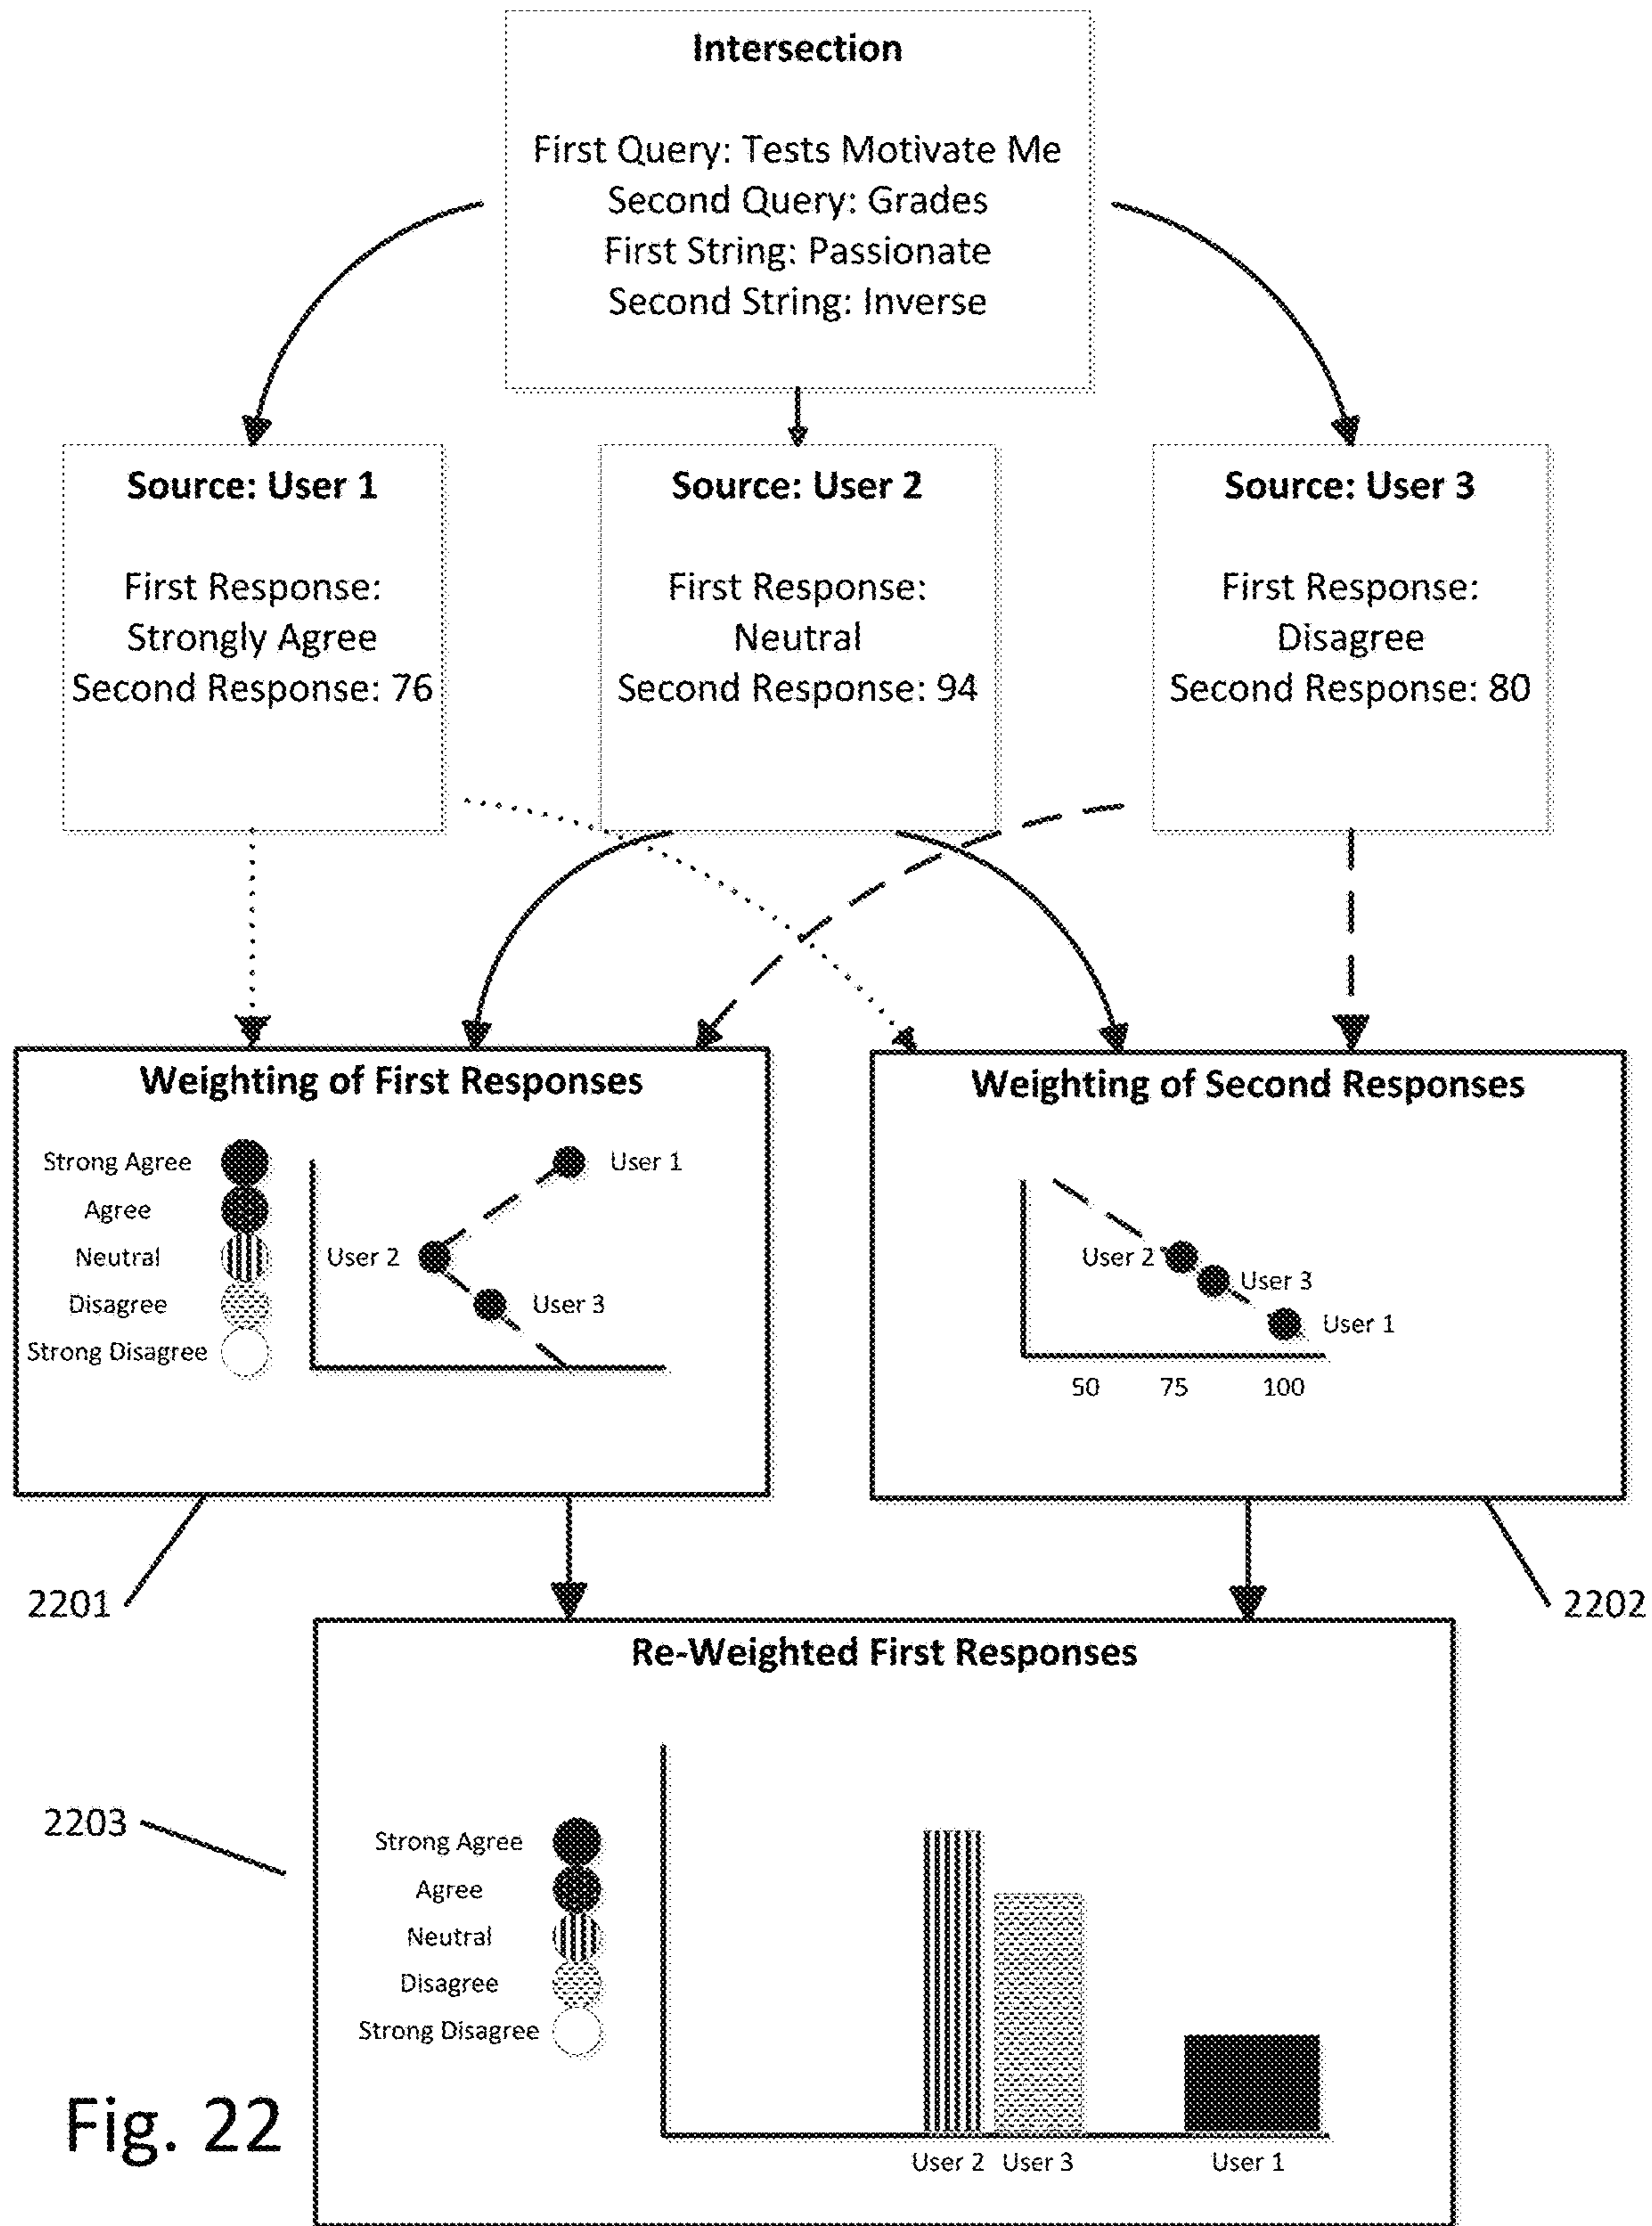 Intersection
First Query: Tests Motivate Me
Second Query: Grades
First String: Passionate
Second String: Inverse
Source: User 1
First Response:
Strongly Agree
Second Response: 76
Source: User 2
First Response:
Neutral
Second Response: 94
Source: User 3
First Response:
Disagree
Second Response: 80
Weighting of First Responses
Strong Agree
Agree
Neutral
Disagree
Strong Disagree
User 1
User 2
User 3
Weighting of Second Responses
User 2
User 3
User 1
50 75 100
2201
2202
Re-Weighted First Responses
2203
Strong Agree
Agree
Neutral
Disagree
Strong Disagree
User 2 User 3 User 1
Fig. 22